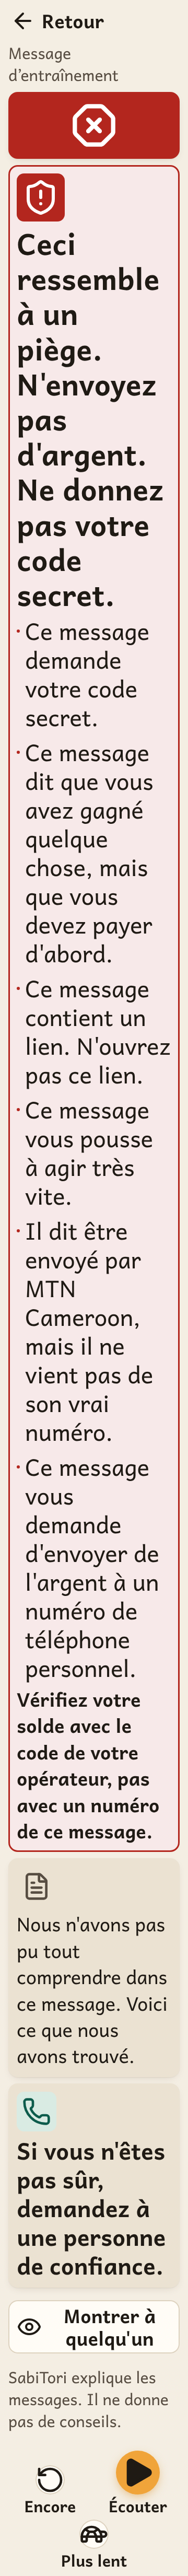 Retour
Message
d'entraînement
Ceci
ressemble
à un
piège.
N'envoyez
pas
d'argent.
Ne donnez
pas votre
code
secret.
· Ce message
demande
votre code
secret.
· Ce message
dit que vous
avez gagné
quelque
chose, mais
que vous
devez payer
d'abord.
· Ce message
contient un
lien. N'ouvrez
pas ce lien.
· Ce message
vous pousse
à agir très
vite.
· Il dit être
envoyé par
MTN
Cameroon,
mais il ne
vient pas de
son vrai
numéro.
· Ce message
vous
demande
d'envoyer de
l'argent à un
numéro de
téléphone
personnel.
Vérifiez votre
solde avec le
code de votre
opérateur, pas
avec un numéro
de ce message.
Nous n'avons pas
pu tout
comprendre dans
ce message. Voici
ce que nous
avons trouvé.
Si vous n'êtes
pas sûr,
demandez à
une personne
de confiance.
Montrer à
quelqu'un
SabiTori explique les
messages. Il ne donne
pas de conseils.
Encore
Écouter
Plus lent